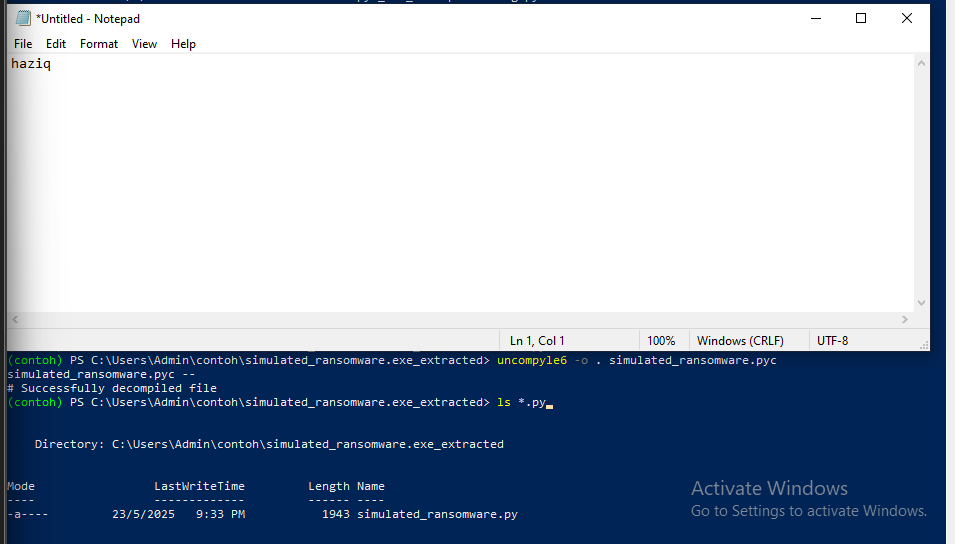 *Untitled - Notepad
File Edit Format View Help
haziq
Ln 1, Col 1 100% Windows (CRLF) UTF-8
(contoh) PS C:\Users\Admin\contoh\simulated_ransomware.exe_extracted> uncompyle6 -o . simulated_ransomware.pyc
simulated_ransomware.pyc --
# Successfully decompiled file
(contoh) PS C:\Users\Admin\contoh\simulated_ransomware.exe_extracted> ls *.py
Directory: C:\Users\Admin\contoh\simulated_ransomware.exe_extracted
Mode LastWriteTime Length Name
---- ------------- ------ ----
-a---- 23/5/2025 9:33 PM 1943 simulated_ransomware.py
Activate Windows
Go to Settings to activate Windows.